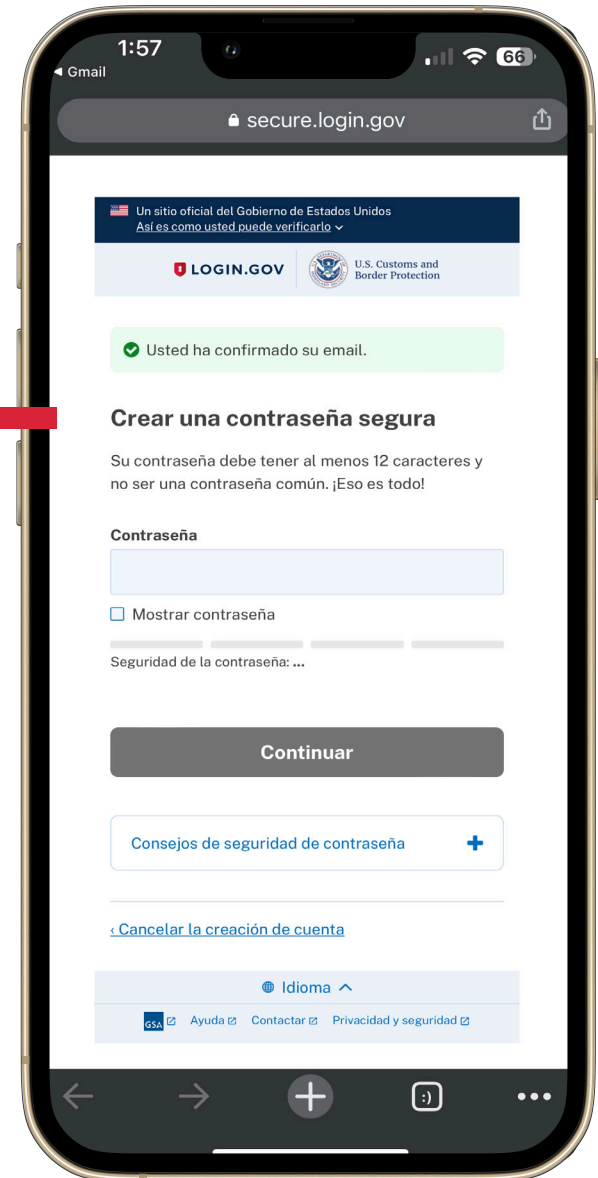 1:57
66
Gmail
secure.login.gov
Un sitio oficial del Gobierno de Estados Unidos
Así es como usted puede verificarlo
LOGIN.GOV
U.S. Customs and
Border Protection
Usted ha confirmado su email.
Crear una contraseña segura
Su contraseña debe tener al menos 12 caracteres y
no ser una contraseña común. ¡Eso es todo!
Contraseña
Mostrar contraseña
Seguridad de la contraseña: ...
Continuar
Consejos de seguridad de contraseña
‹ Cancelar la creación de cuenta
Idioma
GSA Ayuda Contactar Privacidad y seguridad
:)